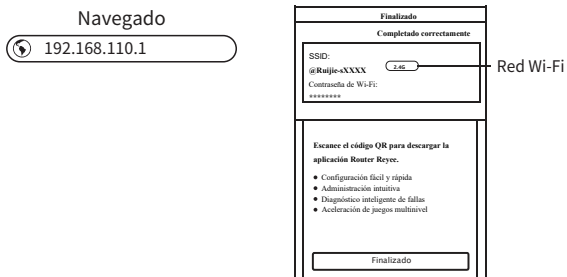 Navegado
192.168.110.1
Finalizado
Completado correctamente
SSID:
@Ruijie-sXXXX
2.4G
Red Wi-Fi
Contraseña de Wi-Fi:
********
Escanee el código QR para descargar la
aplicación Router Reyee.
● Configuración fácil y rápida
● Administración intuitiva
● Diagnóstico inteligente de fallas
● Aceleración de juegos multinivel
Finalizado